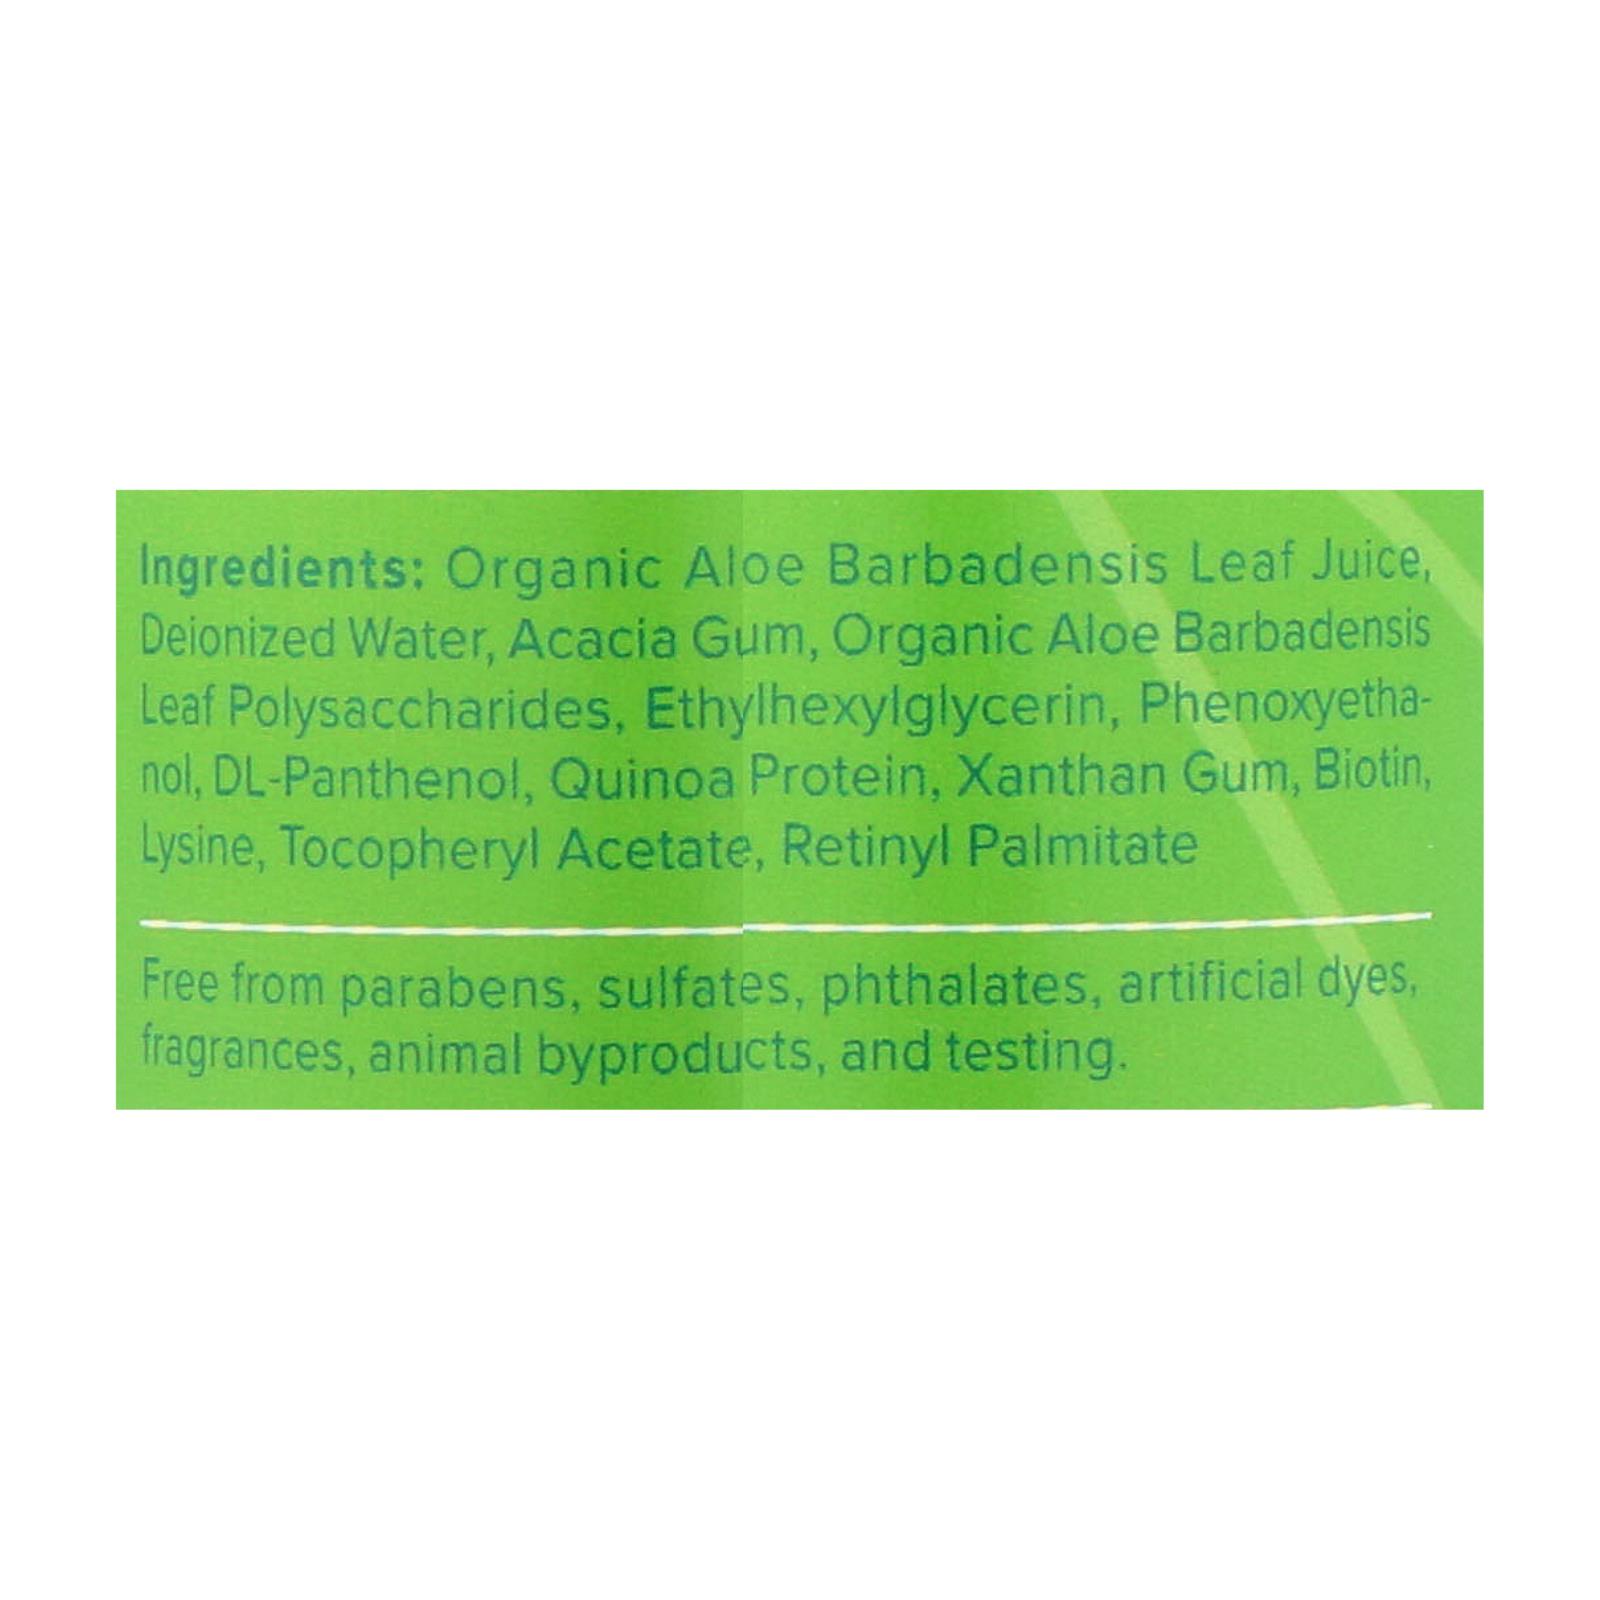 Ingredients: Organic Aloe Barbadensis Leaf Juice,
Deionized Water, Acacia Gum, Organic Aloe Barbadensis
Leaf Polysaccharides, Ethylhexylglycerin, Phenoxyetha-
nol, DL-Panthenol, Quinoa Protein, Xanthan Gum, Biotin,
Lysine, Tocopheryl Acetate, Retinyl Palmitate
Free from parabens, sulfates, phthalates, artificial dyes,
fragrances, animal byproducts, and testing.